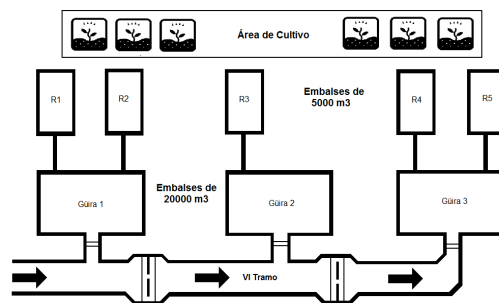 Área de Cultivo
R1
R2
R3
Embalses de
5000 m3
R4
R5
Güira 1
Embalses de
20000 m3
Güira 2
Güira 3
VI Tramo